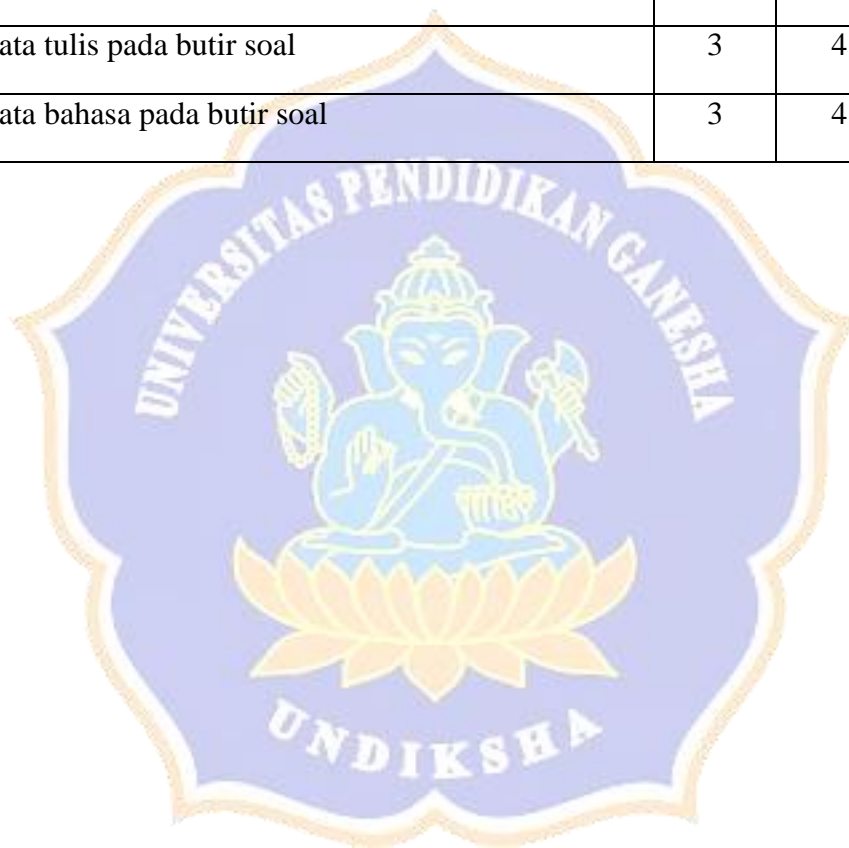 ata tulis pada butir soal 3 4
ata bahasa pada butir soal 3 4
UNIVERSITAS PENDIDIKAN GANESHA
UNDIKSHA